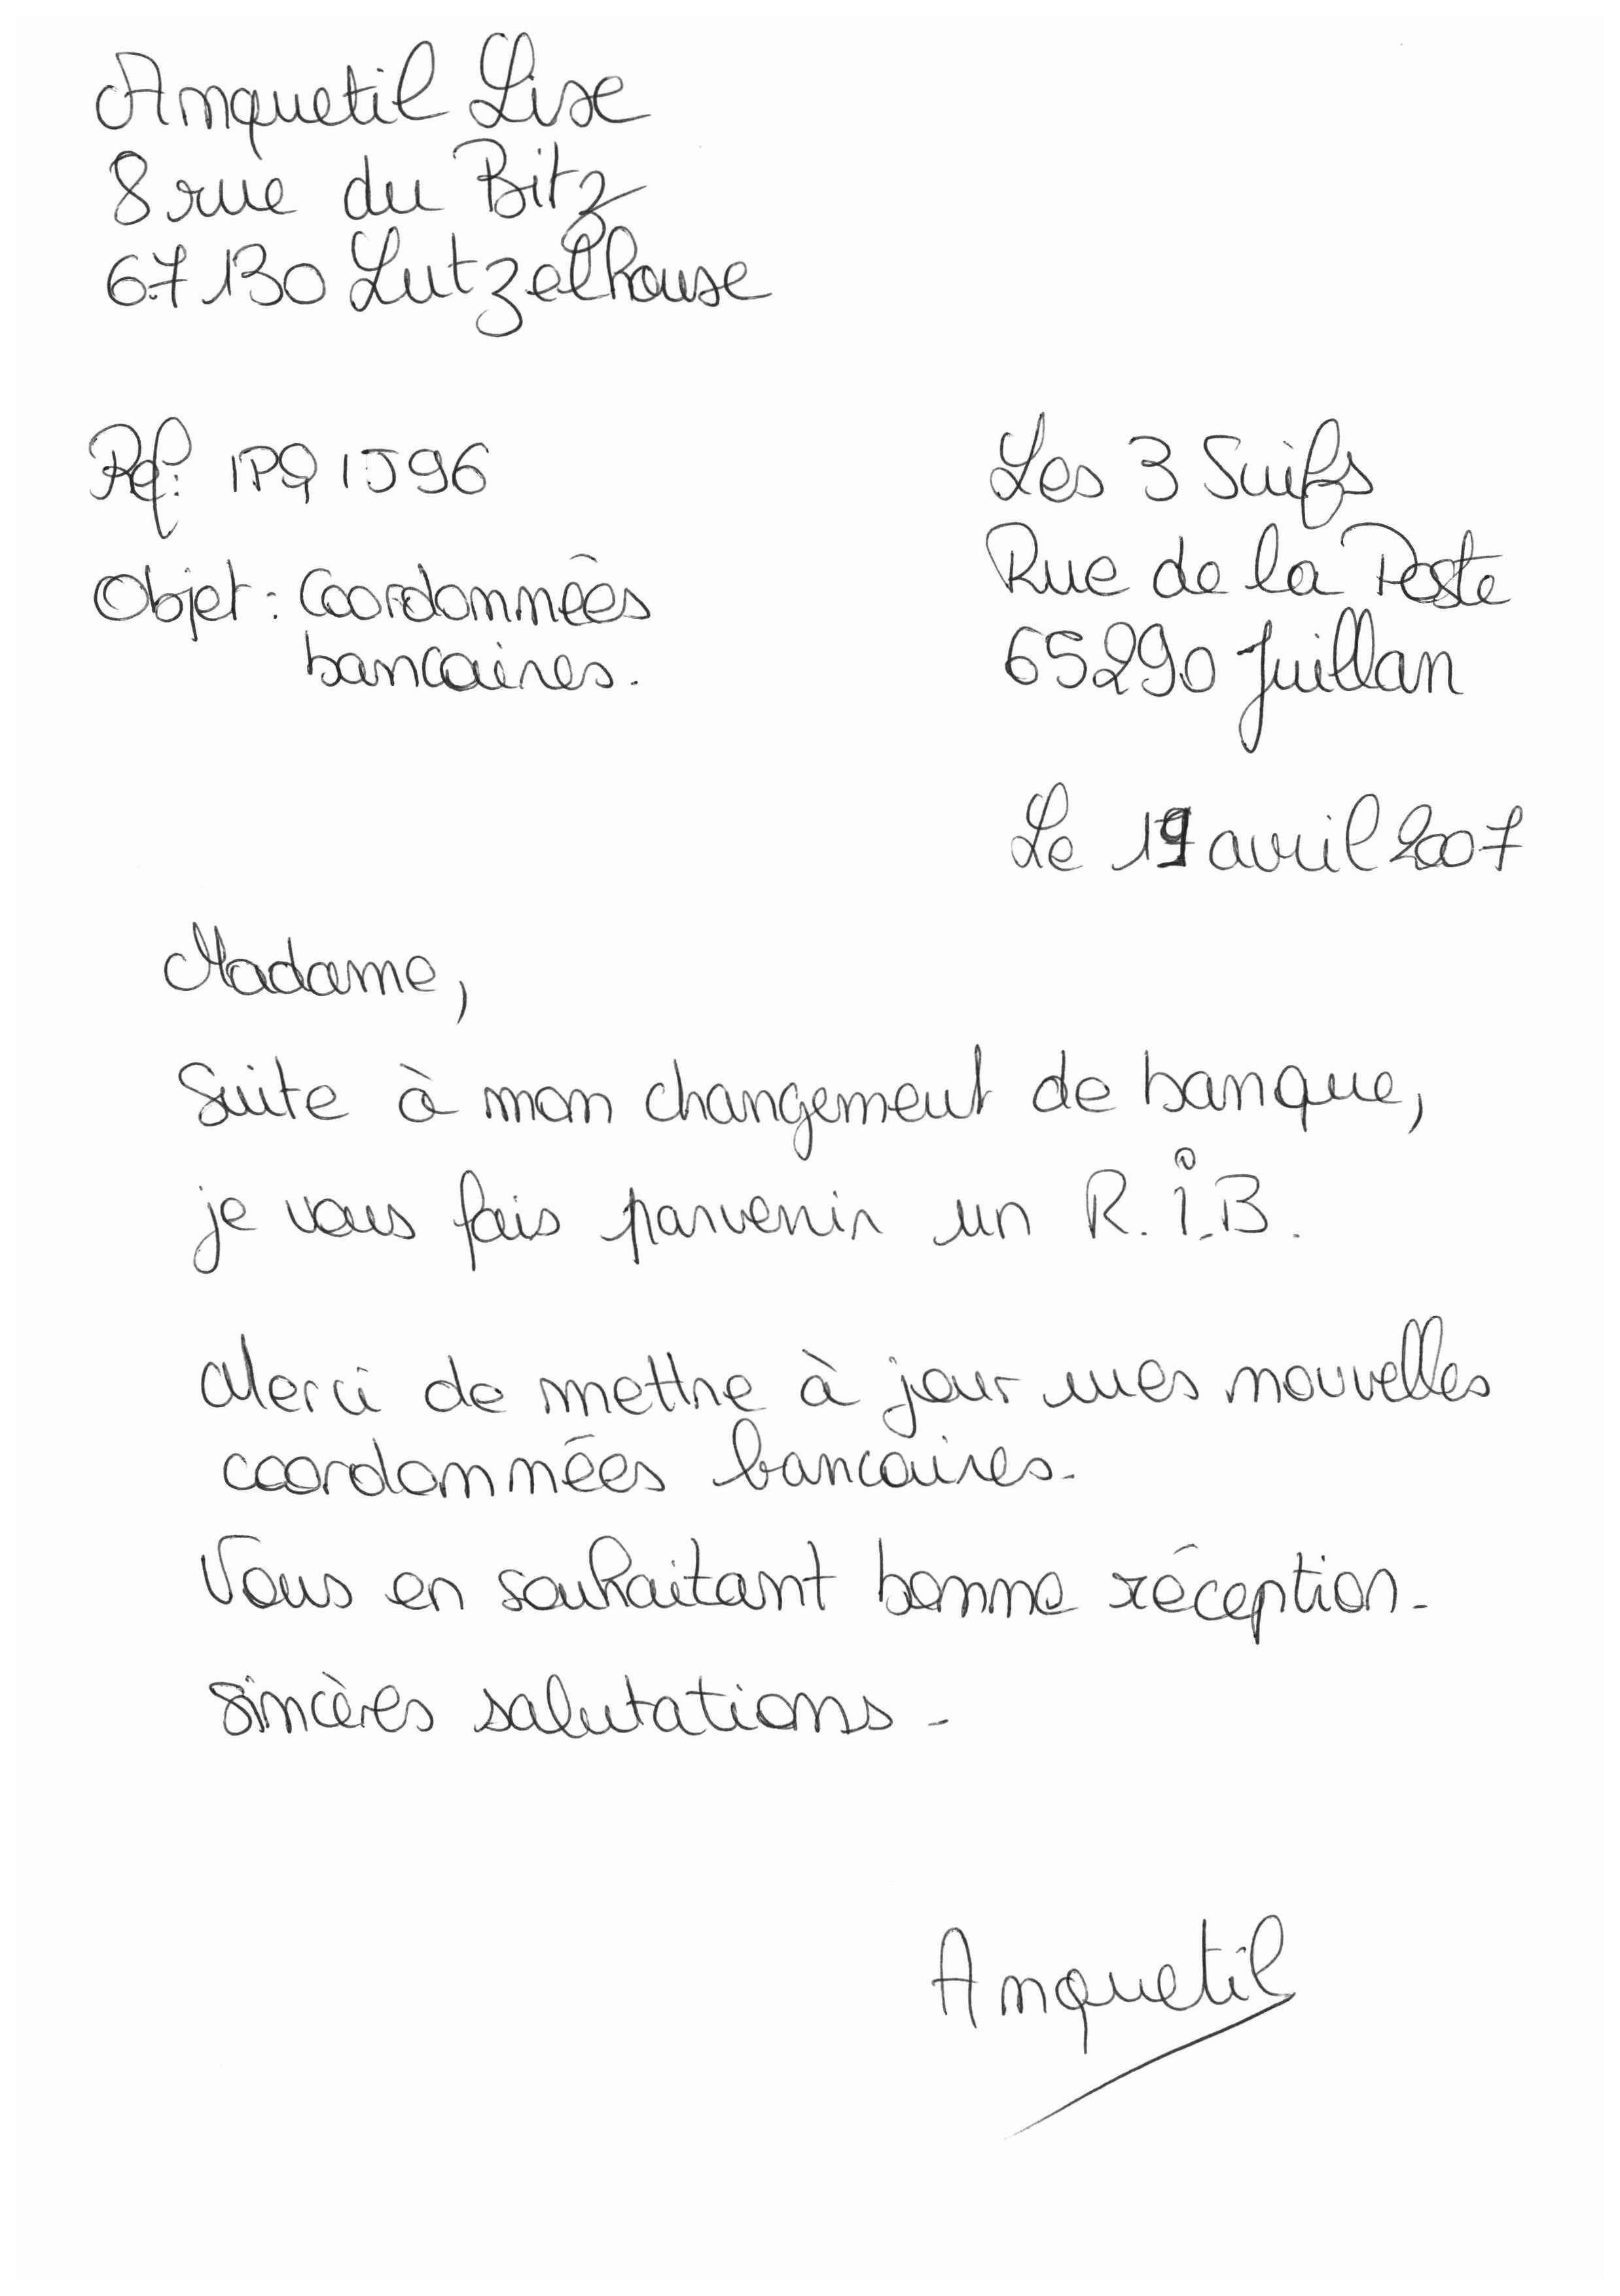 Anquetil Lise
8 rue du Bitz
67130 Lutzelhouse
Réf: IPQ1J96
Objet: Coordonnées
bancaires.
Les 3 Suifs
Rue de la Poste
65290 Juillan
Le 19 avril 2007
Madame,
Suite à mon changement de banque,
je vous fais parvenir un R.I.B.
Merci de mettre à jour mes nouvelles
coordonnées bancaires.
Vous en souhaitant bonne réception.
Sincères salutations.
Anquetil